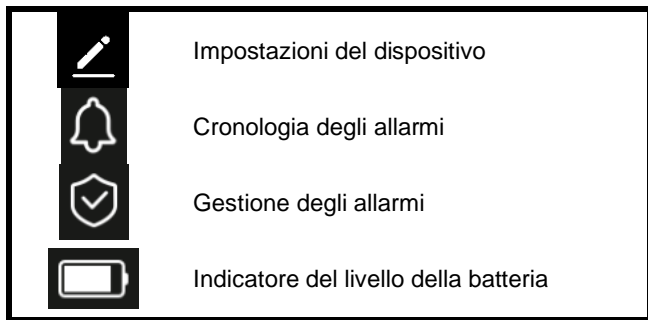 Impostazioni del dispositivo
Cronologia degli allarmi
Gestione degli allarmi
Indicatore del livello della batteria